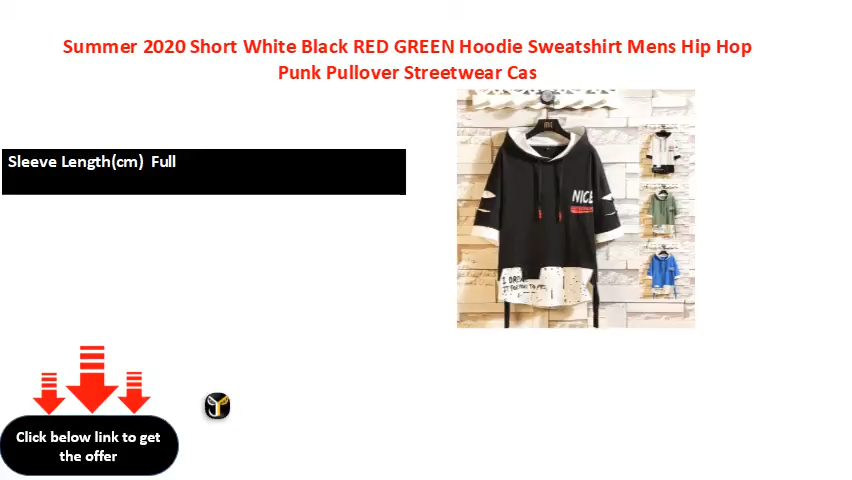 Summer 2020 Short White Black RED GREEN Hoodie Sweatshirt Mens Hip Hop
Punk Pullover Streetwear Cas
Sleeve Length(cm) Full
NICE
Click below link to get
the offer